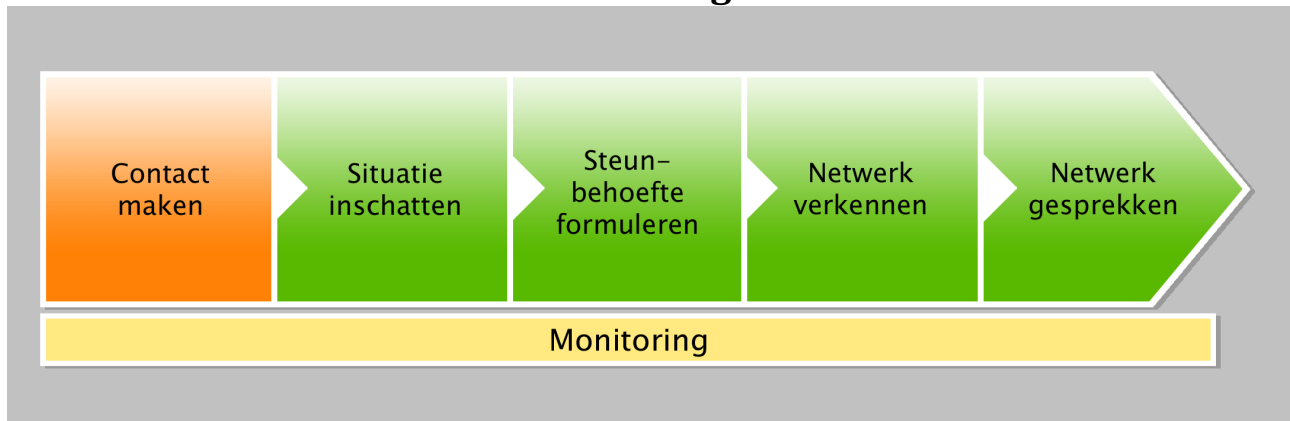 Contact
maken
Situatie
inschatten
Steun-
behoefte
formuleren
Netwerk
verkennen
Netwerk
gesprekken
Monitoring